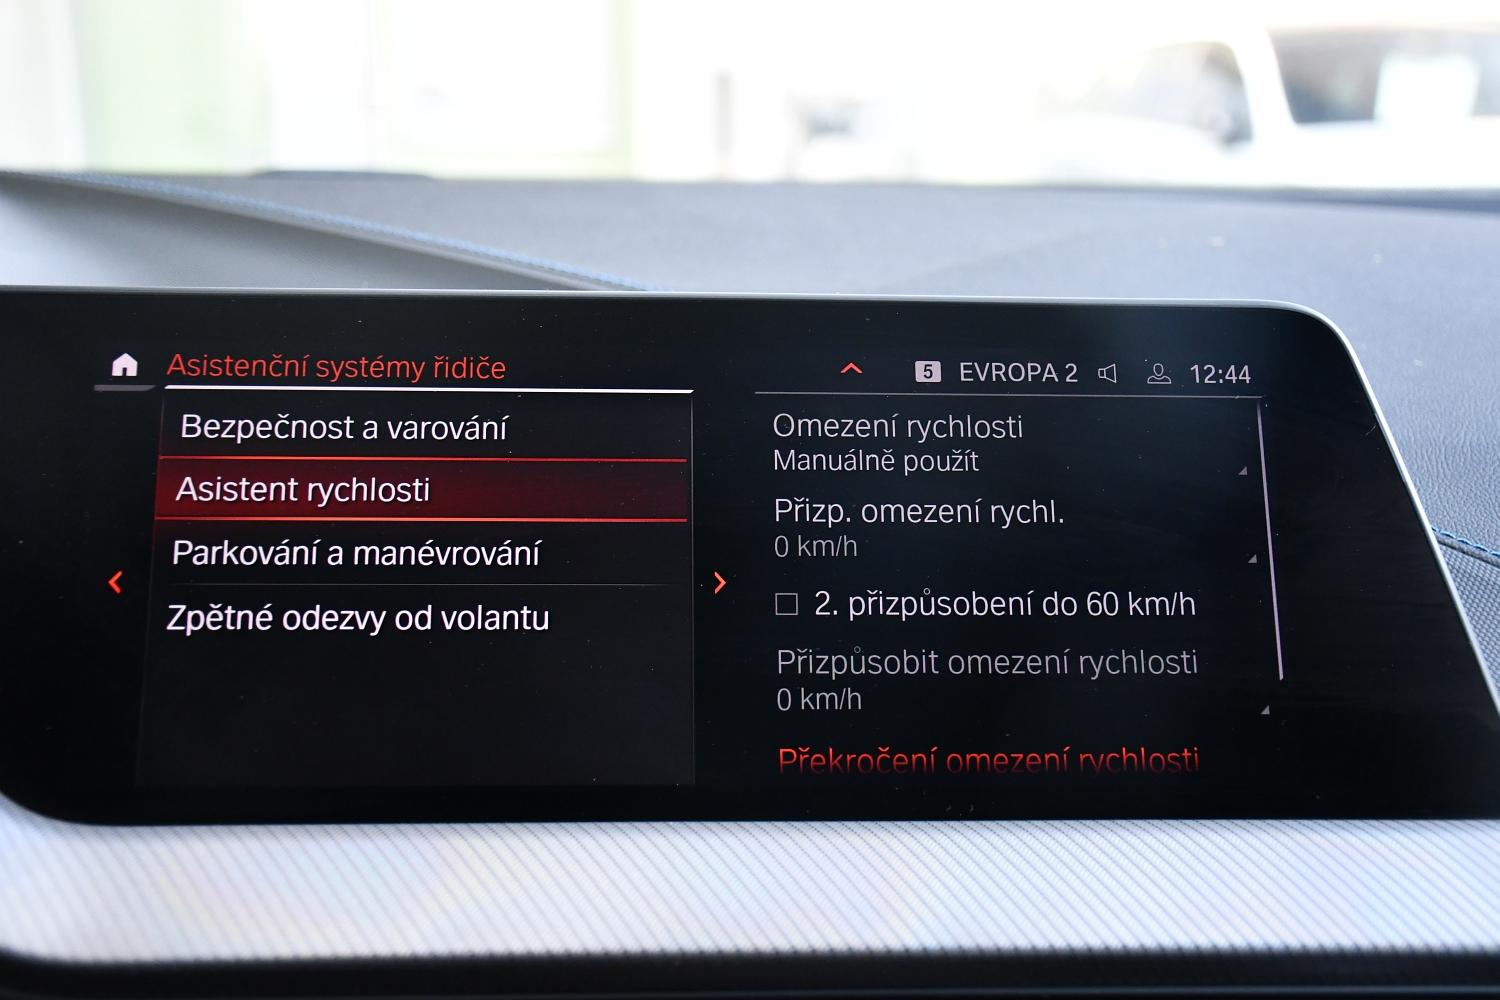 Asistenční systémy řidiče
5 EVROPA 2 12:44
Bezpečnost a varování
Asistent rychlosti
Parkování a manévrování
Zpětné odezvy od volantu
Omezení rychlosti
Manuálně použít
Přizp. omezení rychl.
0 km/h
2. přizpůsobení do 60 km/h
Přizpůsobit omezení rychlosti
0 km/h
Překročení omezení rychlosti